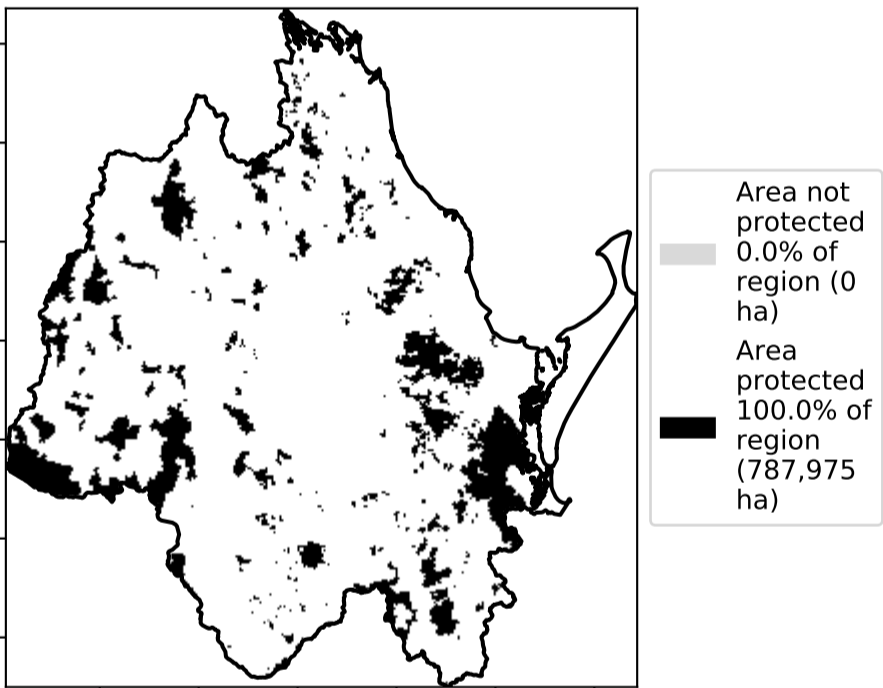 Area not
protected
0.0% of
region (0
ha)
Area
protected
100.0% of
region
(787,975
ha)